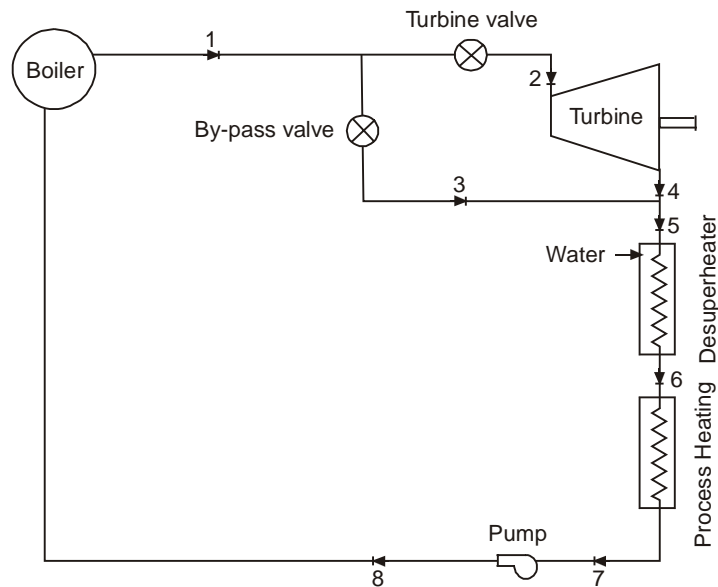 Turbine valve
1
Boiler
2
Turbine
By-pass valve
3
4
5
Water
Desuperheater
6
Process Heating
Pump
8
7